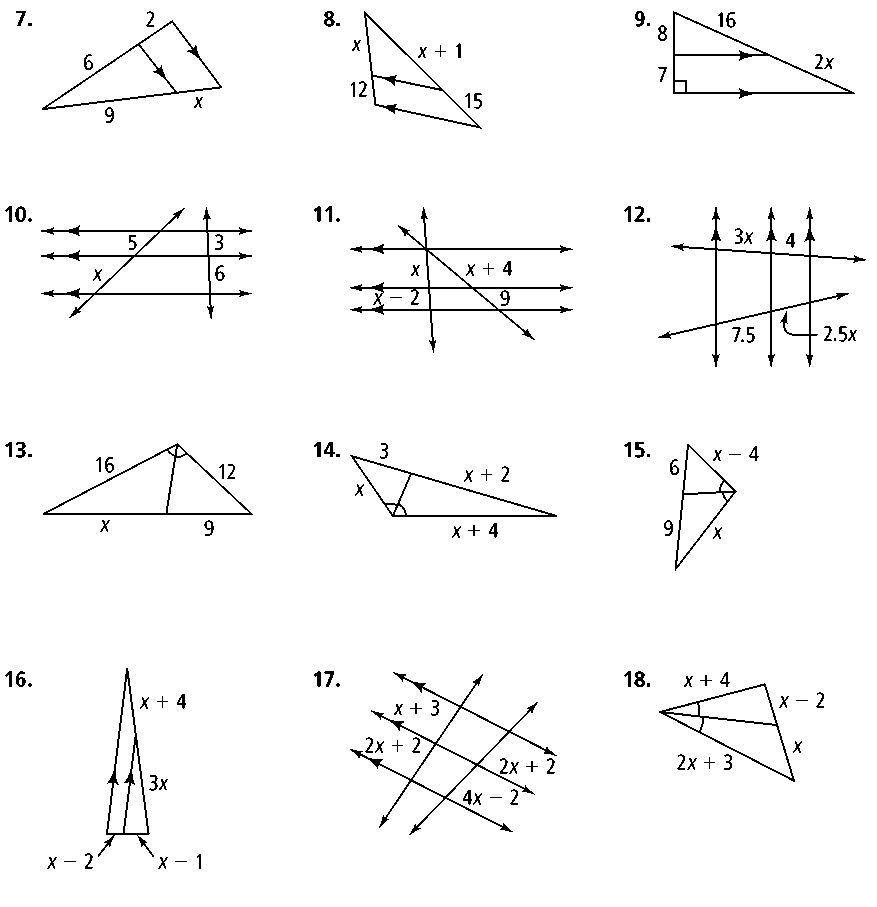 7. 2 8. 9. 16
6 x x + 1 8
9 x 12 15 7 2x
10. 5 3 11. x x + 4 12. 3x 4
x 6 x − 2 9 7.5 2.5x
13. 16 12 14. 3 x + 2 15. 6 x − 4
x 9 x x + 4 9 x
16. x + 4 17. x + 3 18. x + 4 x − 2
3x 2x + 2 2x + 2 2x + 3 x
x − 2 x − 1 4x − 2